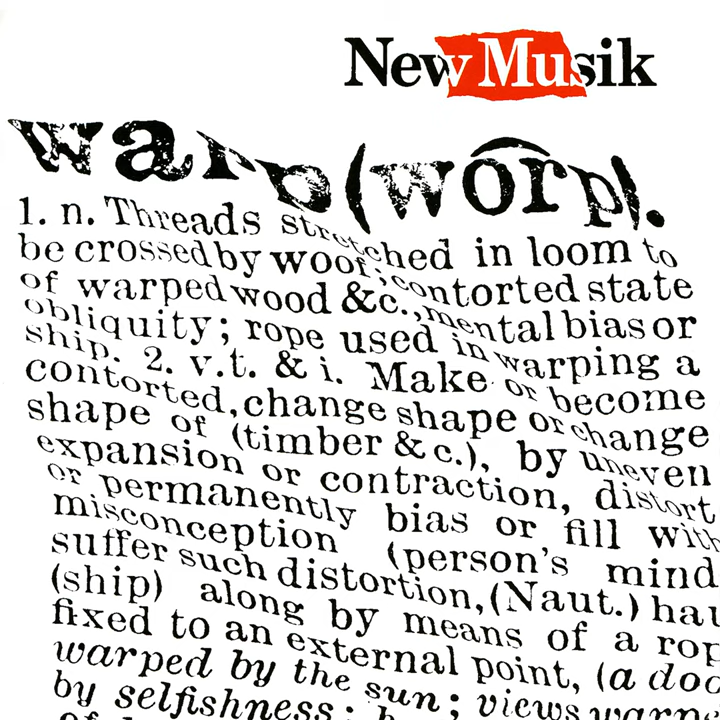 New Musik
warp (wôrp).
1. n. Threads stretched in loom to
be crossed by woof; contorted state
of warped wood &c., mental bias or
obliquity; rope used in warping a
ship. 2. v.t. & i. Make or become
contorted, change shape or change
shape of (timber & c.), by uneven
expansion or contraction, distort
or permanently bias or fill with
misconception (person's mind
suffer such distortion, (Naut.) hau
(ship) along by means of a rop
fixed to an external point, (a doo
warped by the sun; views warpe
by selfishness; h